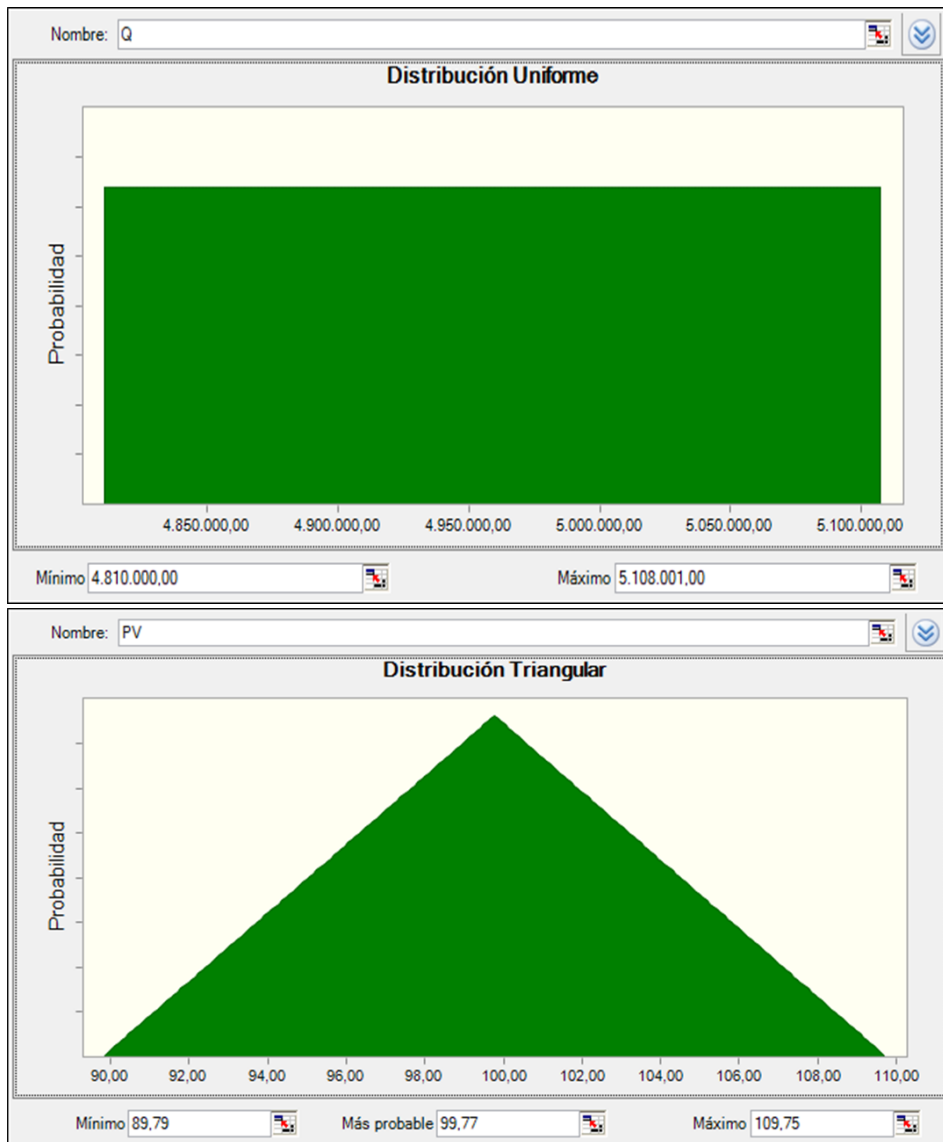 Nombre: Q
Distribución Uniforme
Probabilidad
4.850.000,00 4.900.000,00 4.950.000,00 5.000.000,00 5.050.000,00 5.100.000,00
Mínimo 4.810.000,00 Máximo 5.108.001,00
Nombre: PV
Distribución Triangular
Probabilidad
90,00 92,00 94,00 96,00 98,00 100,00 102,00 104,00 106,00 108,00 110,00
Mínimo 89,79 Más probable 99,77 Máximo 109,75